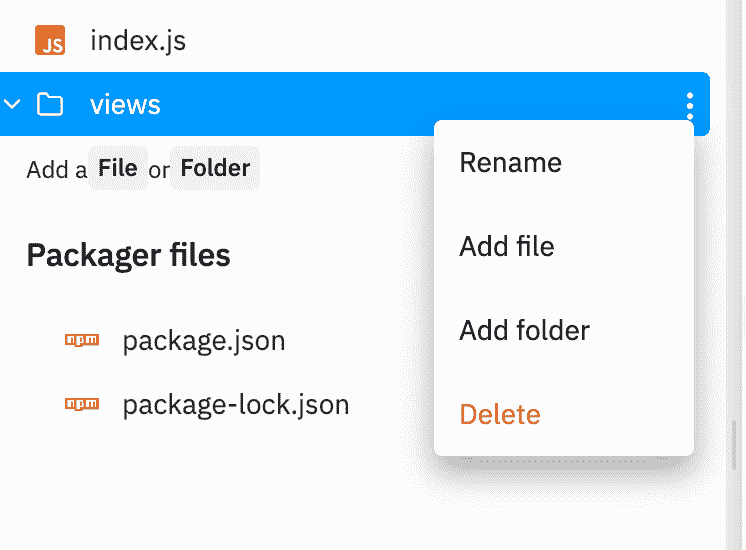 JS index.js
views
Add a File or Folder
Packager files
npm package.json
npm package-lock.json
Rename
Add file
Add folder
Delete